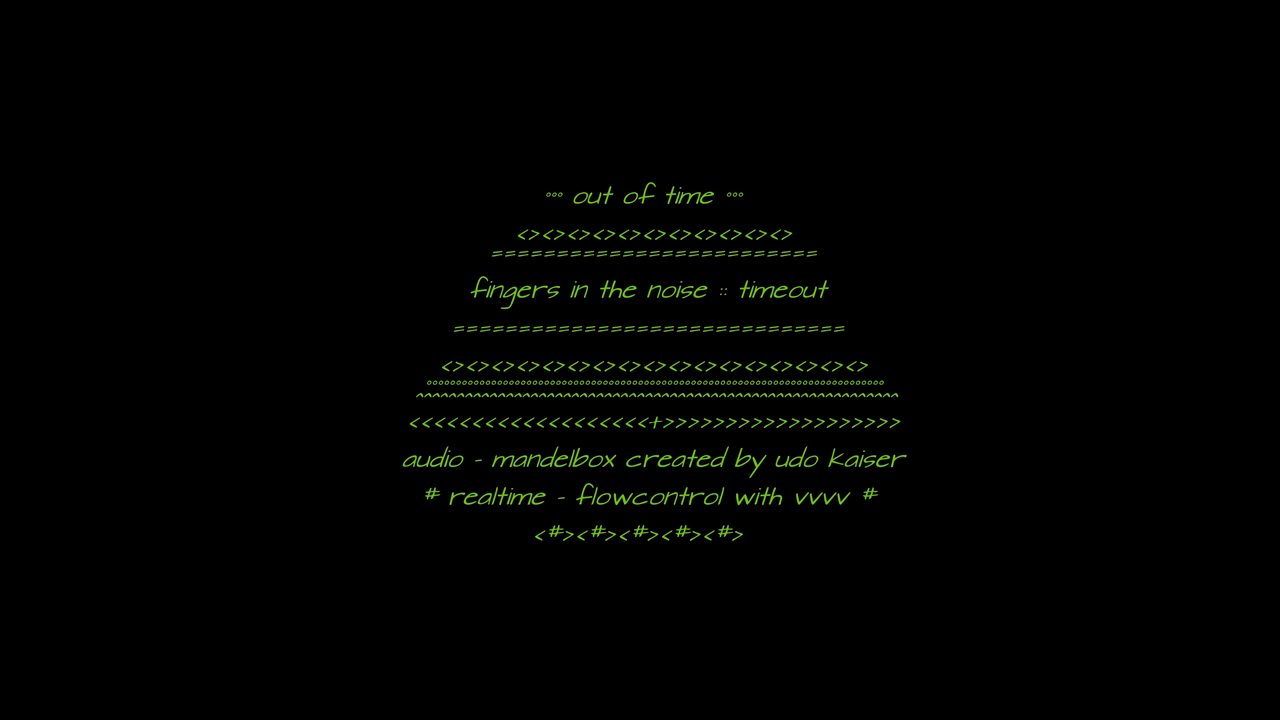 °°° out of time °°°
<><><><><><><><><><><>
=========================
fingers in the noise :: timeout
==============================
<><><><><><><><><><><><><><><><><>
°°°°°°°°°°°°°°°°°°°°°°°°°°°°°°°°°°°°°°°°°°°°°°°°°°°°°°°°°°°°°°°°°°°°°°°°°°°°
^^^^^^^^^^^^^^^^^^^^^^^^^^^^^^^^^^^^^^^^^^^^^^^^^^^^^^^^^^^^
<<<<<<<<<<<<<<<<<<<+>>>>>>>>>>>>>>>>>>>
audio - mandelbox created by udo kaiser
# realtime - flowcontrol with vvvv #
<#><#><#><#><#>